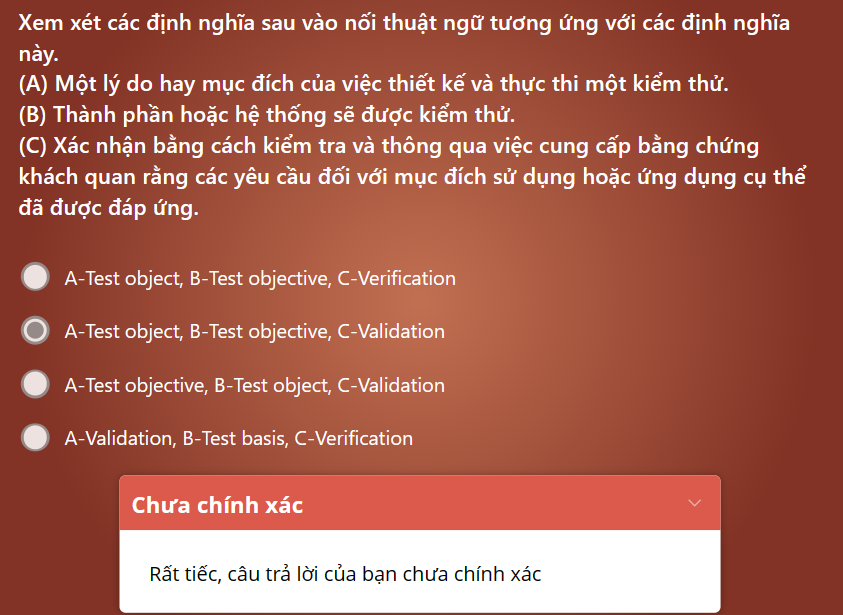 Xem xét các định nghĩa sau vào nối thuật ngữ tương ứng với các định nghĩa
này.
(A) Một lý do hay mục đích của việc thiết kế và thực thi một kiểm thử.
(B) Thành phần hoặc hệ thống sẽ được kiểm thử.
(C) Xác nhận bằng cách kiểm tra và thông qua việc cung cấp bằng chứng
khách quan rằng các yêu cầu đối với mục đích sử dụng hoặc ứng dụng cụ thể
đã được đáp ứng.
A-Test object, B-Test objective, C-Verification
A-Test object, B-Test objective, C-Validation
A-Test objective, B-Test object, C-Validation
A-Validation, B-Test basis, C-Verification
Chưa chính xác
Rất tiếc, câu trả lời của bạn chưa chính xác